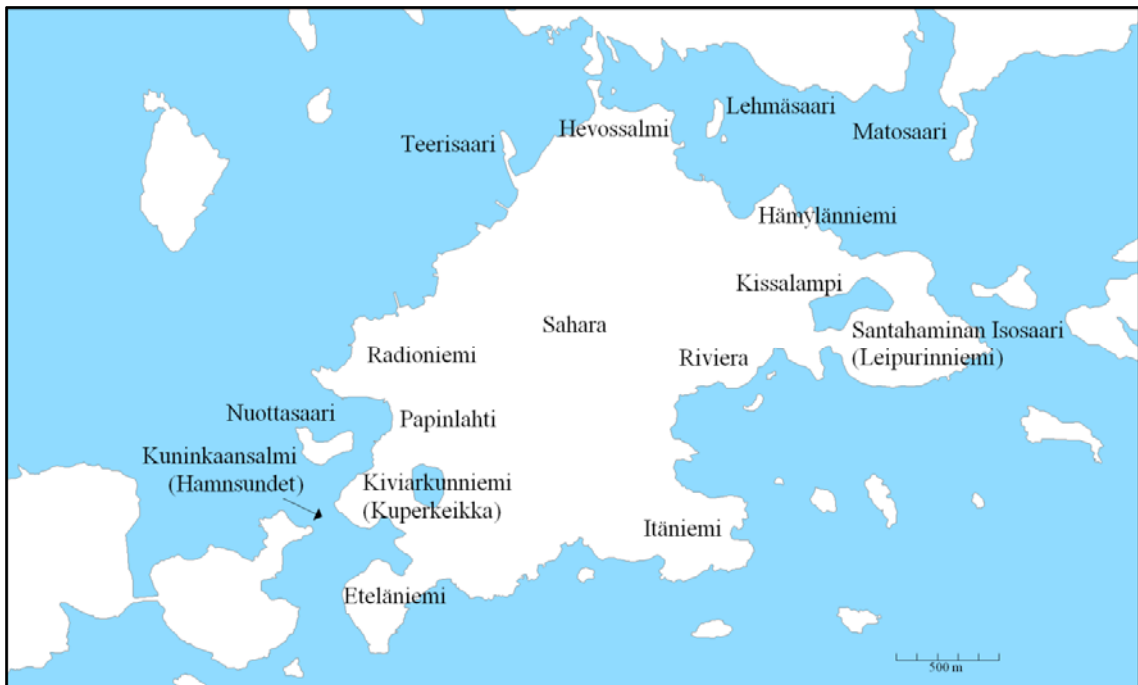 Lehmäsaari
Hevossalmi
Matosaari
Teerisaari
Hämylänniemi
Kissalampi
Sahara
Santahaminan Isosaari
(Leipurinniemi)
Radioniemi
Riviera
Nuottasaari
Papinlahti
Kuninkaansalmi
(Hamnsundet)
Kiviarkunniemi
(Kuperkeikka)
Itäniemi
Eteläniemi
500 m